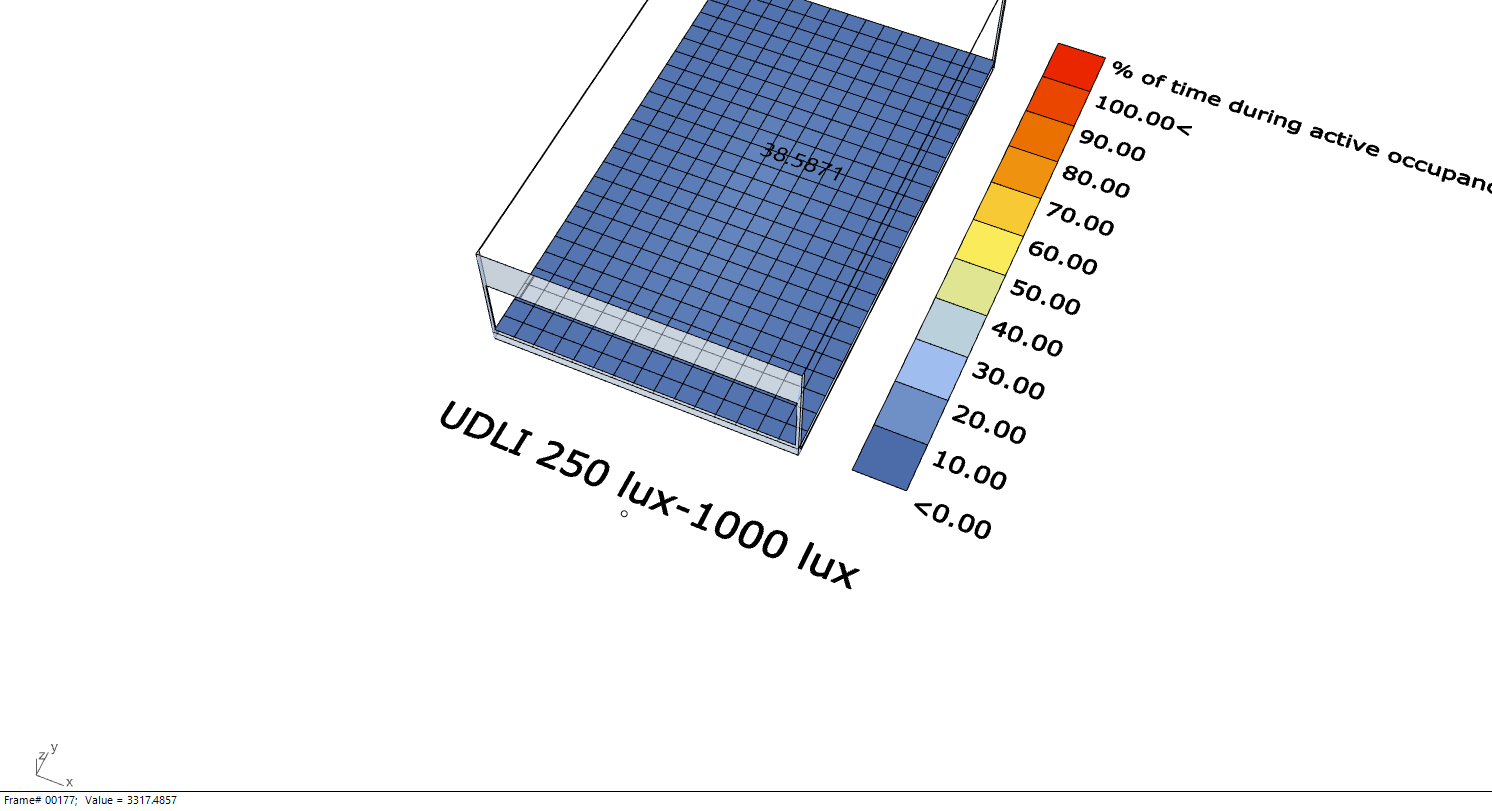 38.5871
% of time during active occupanc
100.00<
90.00
80.00
70.00
60.00
50.00
40.00
30.00
20.00
10.00
<0.00
UDLI 250 lux-1000 lux
z y
x
Frame# 00177; Value = 3317.4857